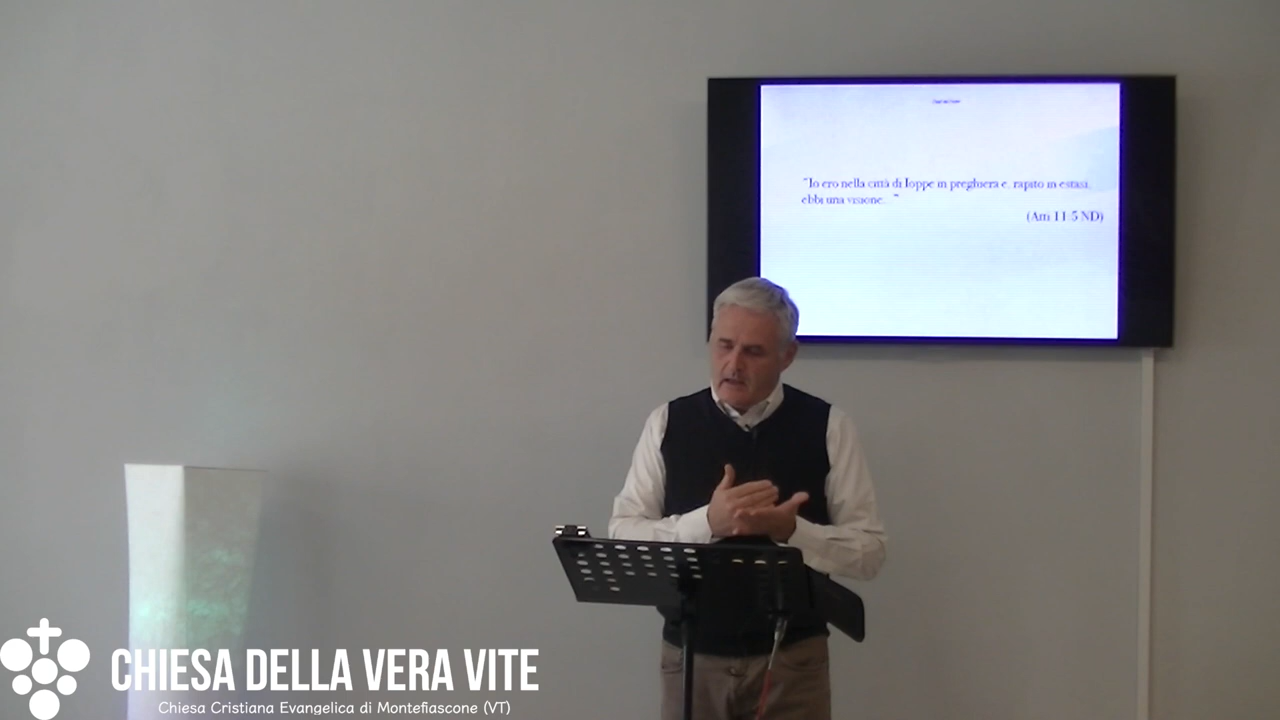 "Io ero nella città di Ioppe in preghiera e, rapito in estasi,
ebbi una visione..."
(Atti 11:5 ND)
CHIESA DELLA VERA VITE
Chiesa Cristiana Evangelica di Montefiascone (VT)